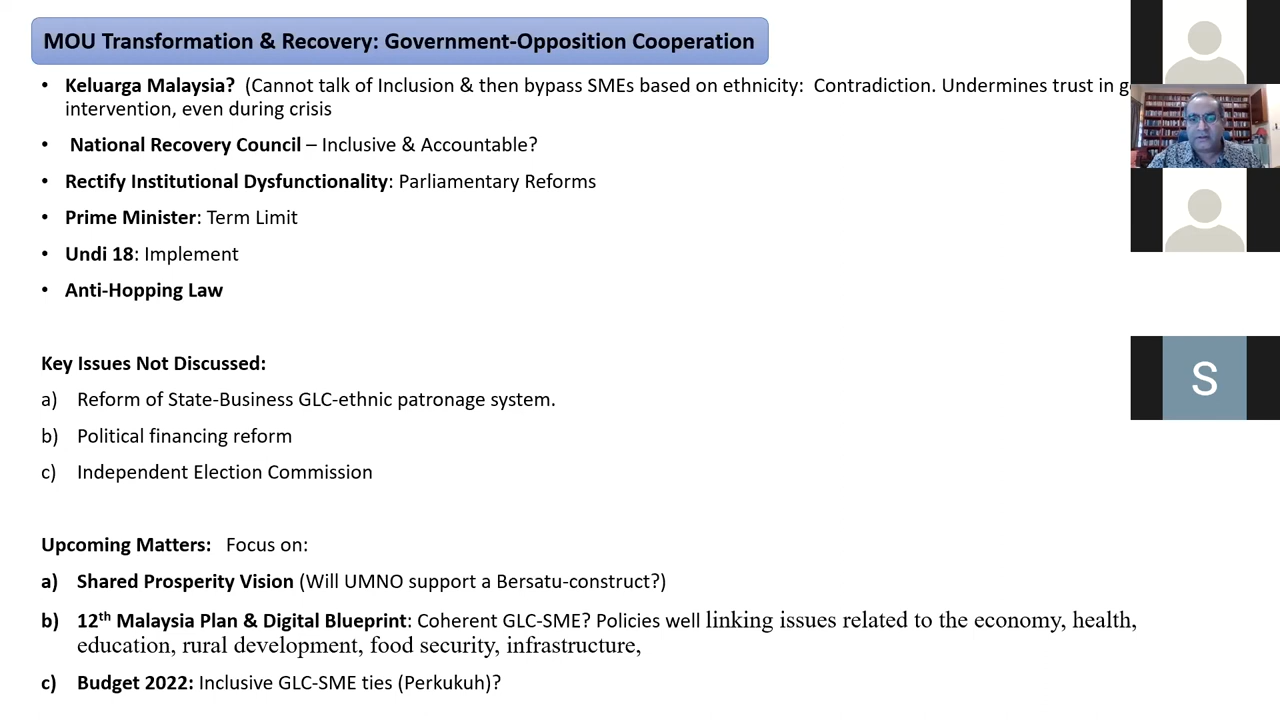 MOU Transformation & Recovery: Government-Opposition Cooperation
• Keluarga Malaysia? (Cannot talk of Inclusion & then bypass SMEs based on ethnicity: Contradiction. Undermines trust in
intervention, even during crisis
• National Recovery Council – Inclusive & Accountable?
• Rectify Institutional Dysfunctionality: Parliamentary Reforms
• Prime Minister: Term Limit
• Undi 18: Implement
• Anti-Hopping Law
S
Key Issues Not Discussed:
a) Reform of State-Business GLC-ethnic patronage system.
b) Political financing reform
c) Independent Election Commission
Upcoming Matters: Focus on:
a) Shared Prosperity Vision (Will UMNO support a Bersatu-construct?)
b) 12th Malaysia Plan & Digital Blueprint: Coherent GLC-SME? Policies well linking issues related to the economy, health,
education, rural development, food security, infrastructure,
c) Budget 2022: Inclusive GLC-SME ties (Perkukuh)?